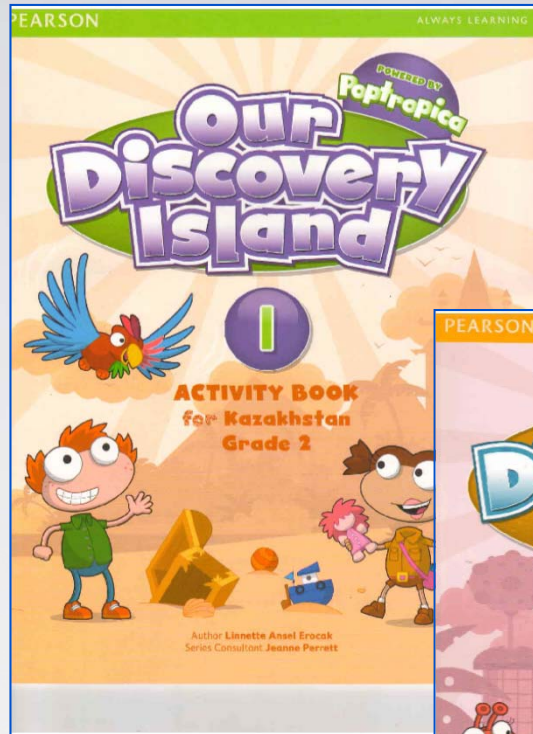 PEARSON
ALWAYS LEARNING
POWERED BY
Poptropica
Our
Discovery
Island
1
ACTIVITY BOOK
for Kazakhstan
Grade 2
Author Linnette Ansel Erocak
Series Consultant Jeanne Perrett
PEARSON
D